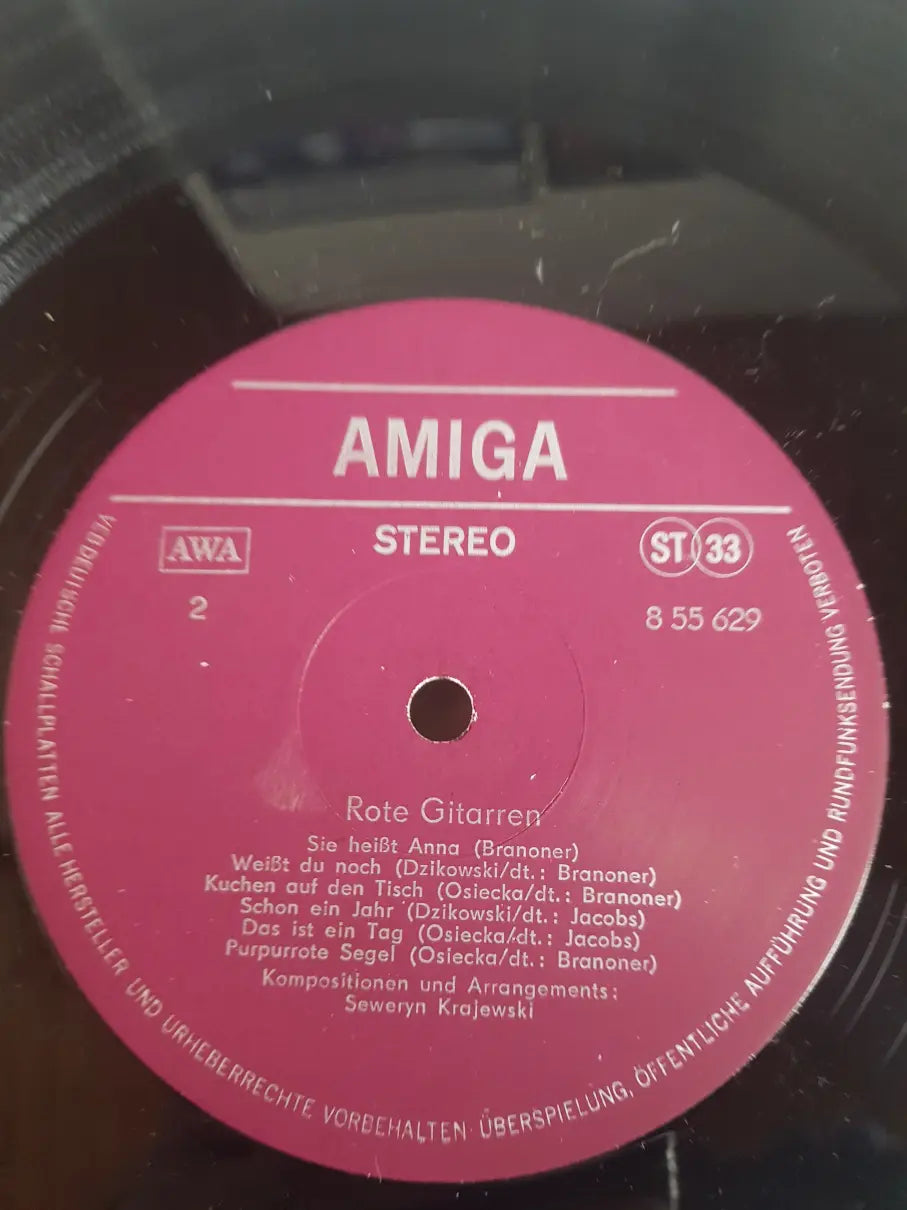 AMIGA
AWA
STEREO
ST 33
2
8 55 629
Rote Gitarren
Sie heißt Anna (Branoner)
Weißt du noch (Dzikowski/dt.: Branoner)
Kuchen auf den Tisch (Osiecka/dt.: Branoner)
Schon ein Jahr (Dzikowski/dt.: Jacobs)
Das ist ein Tag (Osiecka/dt.: Jacobs)
Purpurrote Segel (Osiecka/dt.: Branoner)
Kompositionen und Arrangements:
Seweryn Krajewski
VEB DEUTSCHE SCHALLPLATTEN ALLE HERSTELLER UND URHEBERRECHTE VORBEHALTEN ÜBERSPIELUNG, ÖFFENTLICHE AUFFÜHRUNG UND RUNDFUNKSENDUNG VERBOTEN